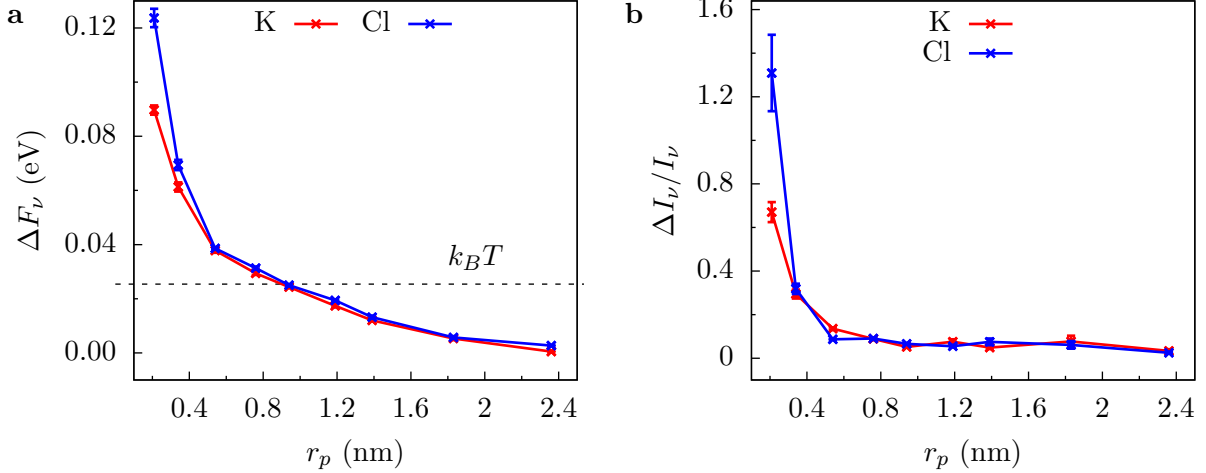 a
K Cl
ΔF_ν (eV)
0.12
0.08
0.04
0.00
k_BT
0.4 0.8 1.2 1.6 2 2.4
r_p (nm)
b
K
Cl
ΔI_ν/I_ν
1.6
1.2
0.8
0.4
0
0.4 0.8 1.2 1.6 2 2.4
r_p (nm)